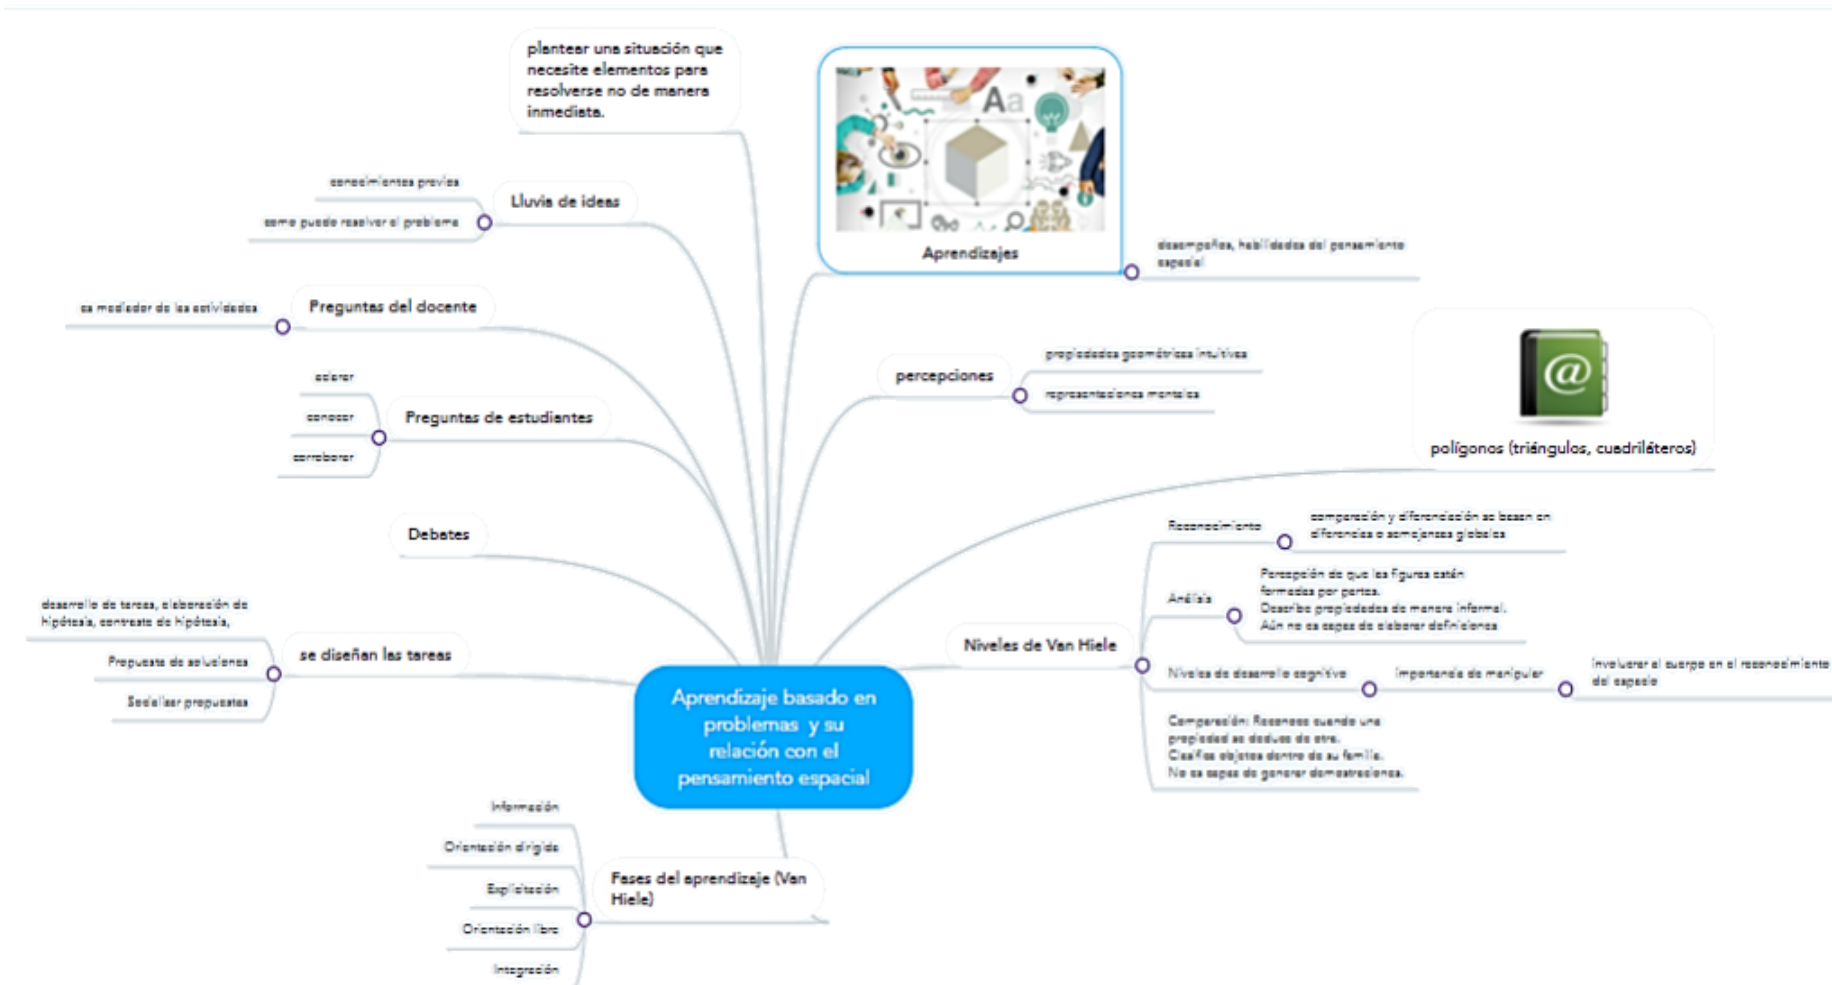 plantear una situación que
necesite elementos para
resolverse no de manera
inmediata.
Lluvia de ideas
conocimientos previos
como puedo resolver el problema
Preguntas del docente
es mediador de las actividades
Preguntas de estudiantes
aclarar
conocer
corroborar
Debates
se diseñan las tareas
desarrollo de tareas, elaboración de
hipótesis, contraste de hipótesis,
Propuesta de soluciones
Socializar propuestas
Aprendizaje basado en
problemas y su
relación con el
pensamiento espacial
Fases del aprendizaje (Van
Hiele)
Información
Orientación dirigida
Explicitación
Orientación libre
Integración
Aa
Aprendizajes
desempeños, habilidades del pensamiento
espacial
percepciones
propiedades geométricas intuitivas
representaciones mentales
@
polígonos (triángulos, cuadriláteros)
Niveles de Van Hiele
Reconocimiento
comparación y diferenciación se basan en
diferencias o semejanzas globales
Análisis
Percepción de que las figuras están
formadas por partes.
Describe propiedades de manera informal.
Aún no es capaz de elaborar definiciones
Niveles de desarrollo cognitivo
importancia de manipular
involucrar el cuerpo en el reconocimiento
del espacio
Comparación: Reconoce cuando una
propiedad se deduce de otra.
Clasifica objetos dentro de su familia.
No es capaz de generar demostraciones.